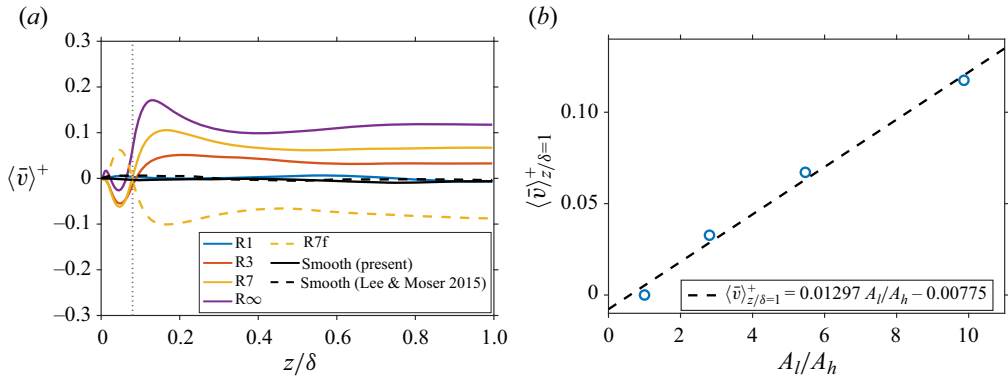 (a)
0.3
0.2
0.1
0
−0.1
−0.2
−0.3
⟨v̄⟩⁺
0 0.2 0.4 0.6 0.8 1.0
z/δ
R1
R3
R7
R∞
R7f
Smooth (present)
Smooth (Lee & Moser 2015)
(b)
0.10
0.05
0
⟨v̄⟩⁺z/δ=1
0 2 4 6 8 10
Al/Ah
⟨v̄⟩⁺z/δ=1 = 0.01297 Al/Ah − 0.00775